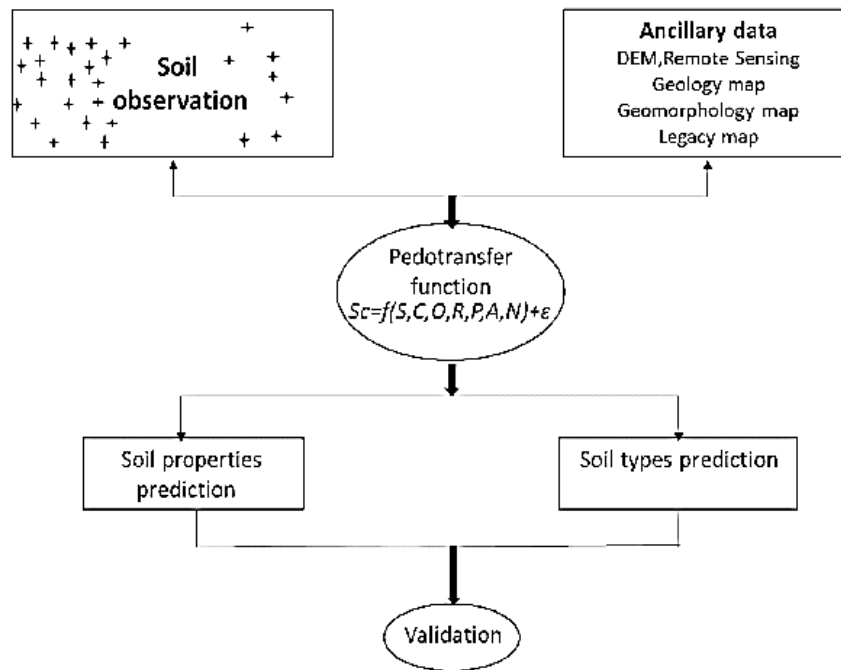 Soil
observation
Ancillary data
DEM,Remote Sensing
Geology map
Geomorphology map
Legacy map
Pedotransfer
function
Sc=f(S,C,O,R,P,A,N)+ε
Soil properties
prediction
Soil types prediction
Validation